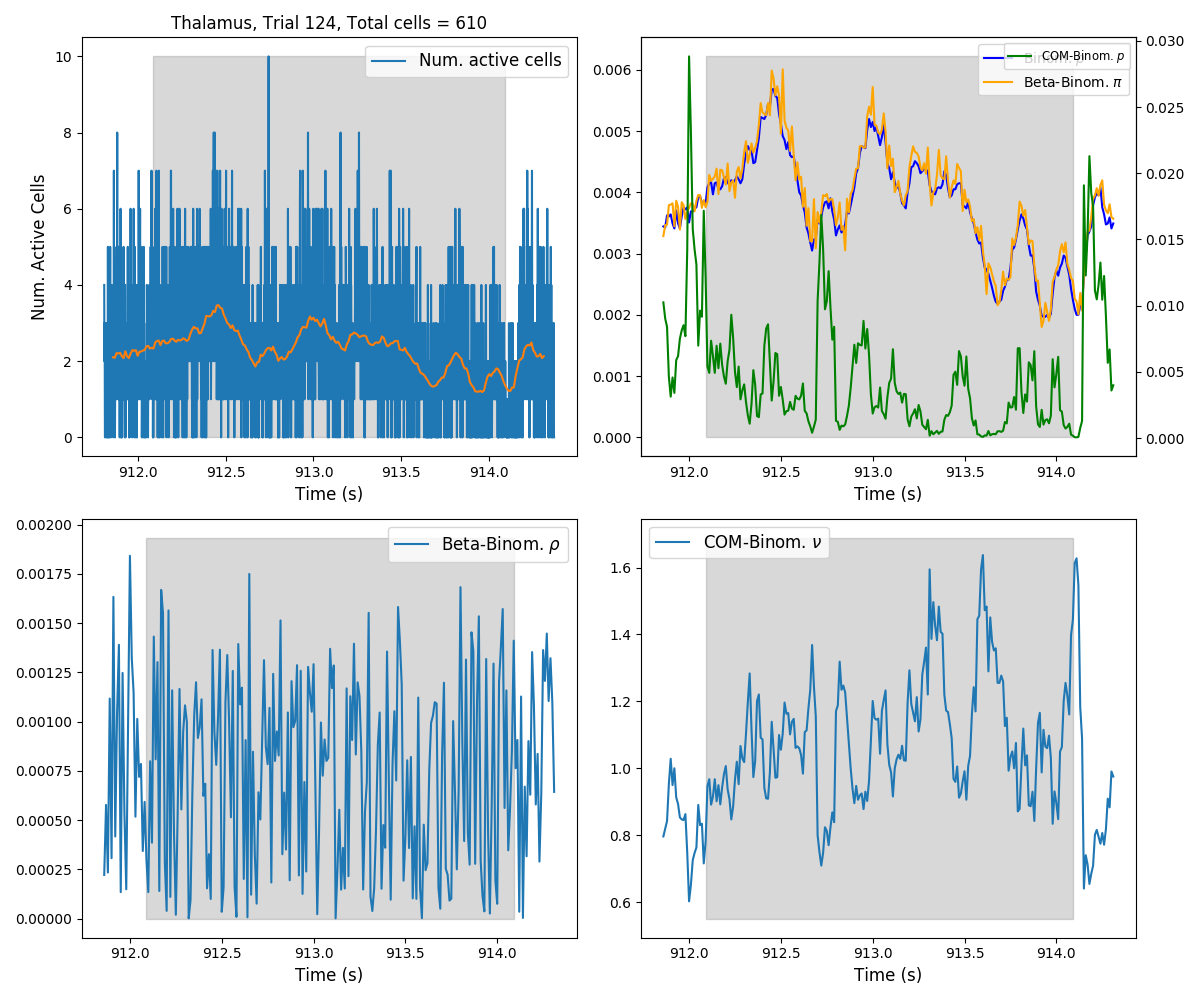 Thalamus, Trial 124, Total cells = 610
Num. active cells
10
8
6
4
2
0
Num. Active Cells
912.0 912.5 913.0 913.5 914.0
Time (s)
COM-Binom. p
Beta-Binom. π
0.006
0.005
0.004
0.003
0.002
0.001
0.000
0.030
0.025
0.020
0.015
0.010
0.005
0.000
912.0 912.5 913.0 913.5 914.0
Time (s)
Beta-Binom. ρ
0.00200
0.00175
0.00150
0.00125
0.00100
0.00075
0.00050
0.00025
0.00000
912.0 912.5 913.0 913.5 914.0
Time (s)
COM-Binom. ν
1.6
1.4
1.2
1.0
0.8
0.6
912.0 912.5 913.0 913.5 914.0
Time (s)